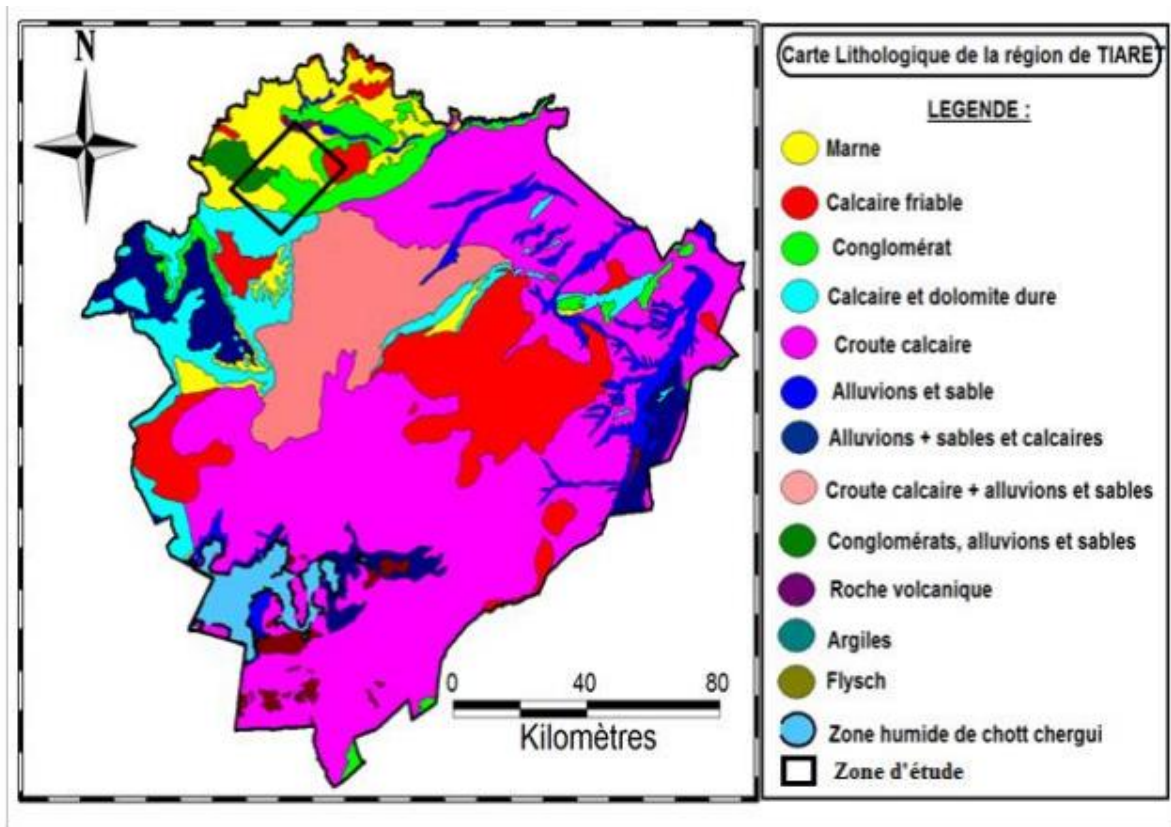 N
0 40 80
Kilomètres
Carte Lithologique de la région de TIARET
LEGENDE :
Marne
Calcaire friable
Conglomérat
Calcaire et dolomite dure
Croute calcaire
Alluvions et sable
Alluvions + sables et calcaires
Croute calcaire + alluvions et sables
Conglomérats, alluvions et sables
Roche volcanique
Argiles
Flysch
Zone humide de chott chergui
Zone d'étude